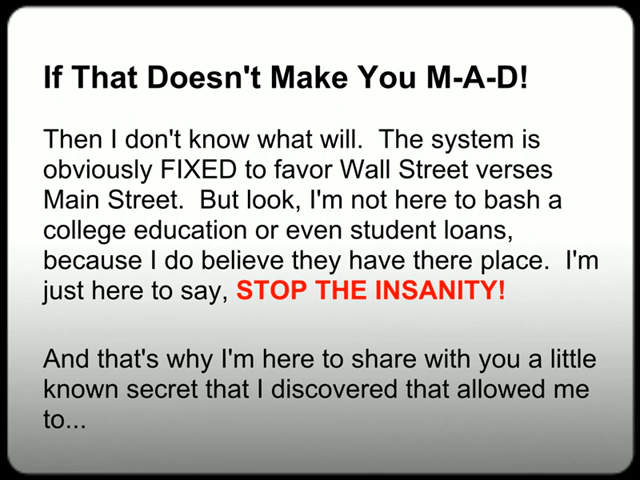 If That Doesn't Make You M-A-D!
Then I don't know what will.  The system is
obviously FIXED to favor Wall Street verses
Main Street.  But look, I'm not here to bash a
college education or even student loans,
because I do believe they have there place.  I'm
just here to say, STOP THE INSANITY!
And that's why I'm here to share with you a little
known secret that I discovered that allowed me
to...